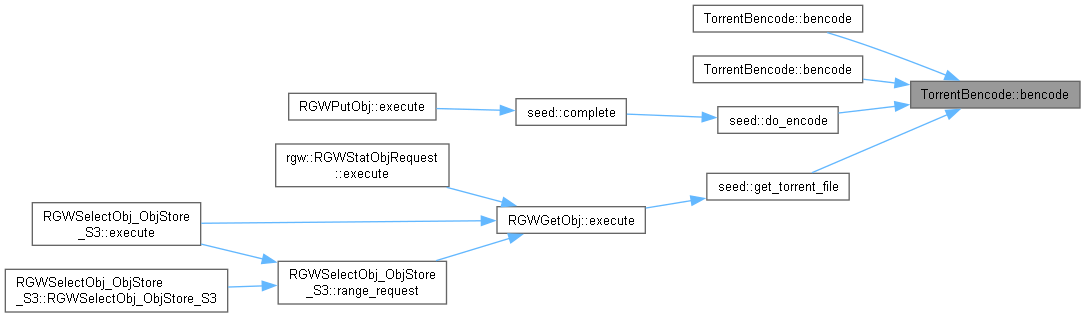 TorrentBencode::bencode
TorrentBencode::bencode
TorrentBencode::bencode
RGWPutObj::execute
seed::complete
seed::do_encode
rgw::RGWStatObjRequest
::execute
seed::get_torrent_file
RGWSelectObj_ObjStore
_S3::execute
RGWGetObj::execute
RGWSelectObj_ObjStore
_S3::RGWSelectObj_ObjStore_S3
RGWSelectObj_ObjStore
_S3::range_request